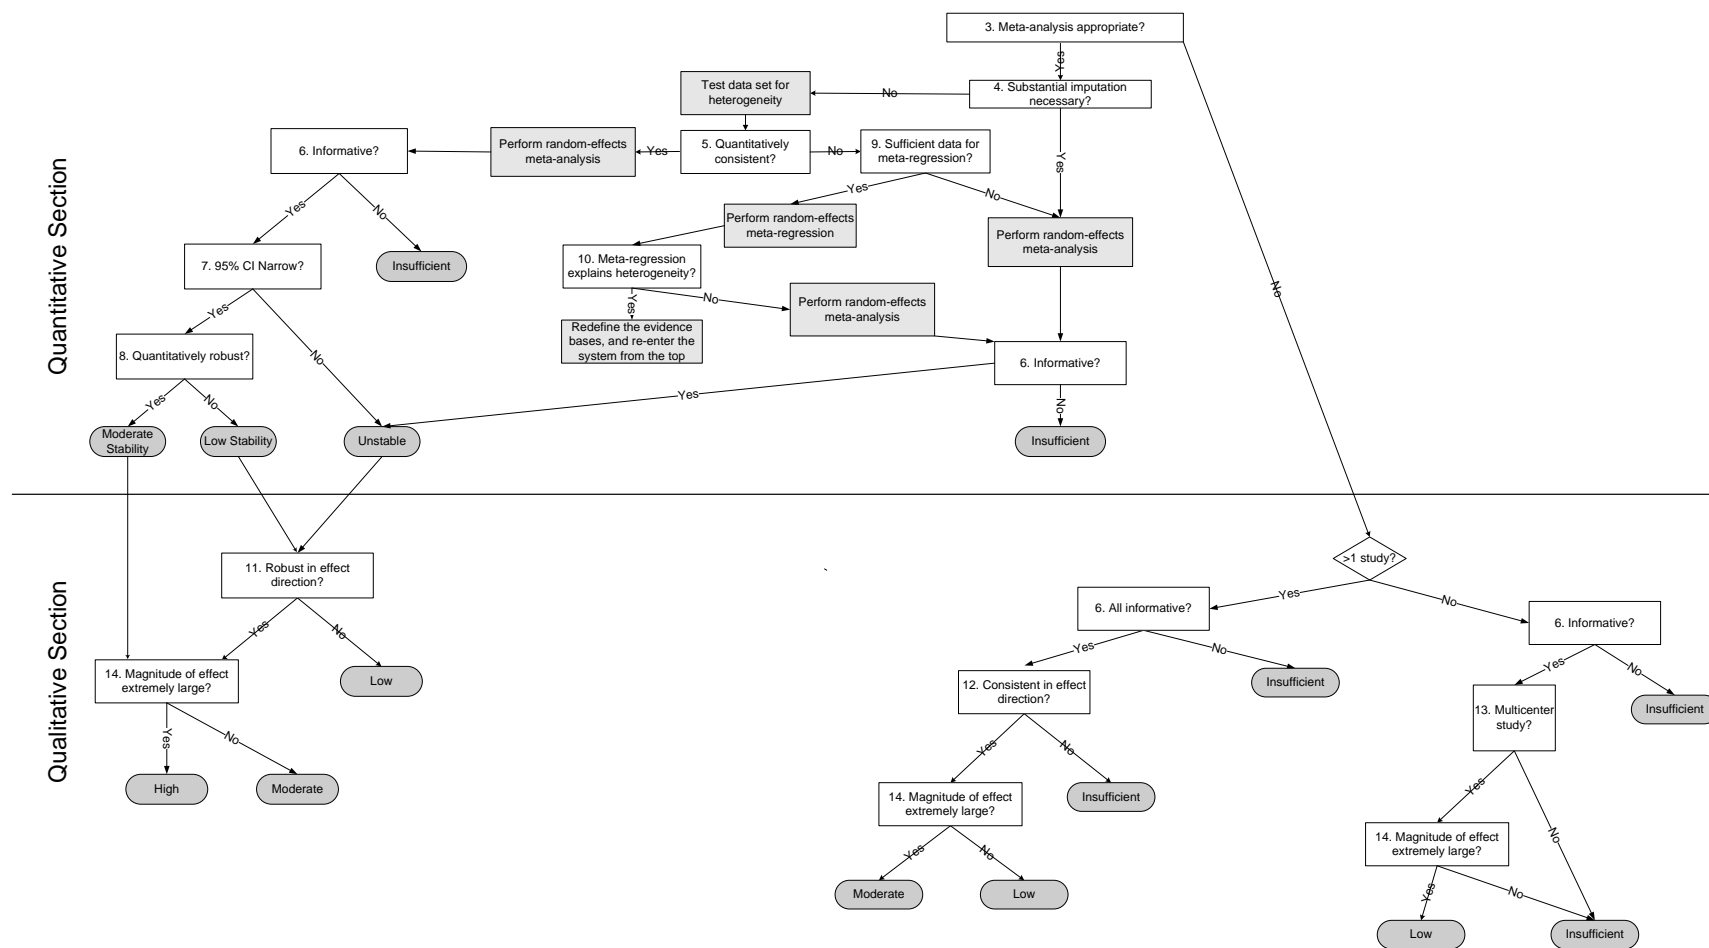 3. Meta-analysis appropriate?
Yes
4. Substantial imputation
necessary?
No
Test data set for
heterogeneity
5. Quantitatively
consistent?
Yes
No
Perform random-effects
meta-analysis
6. Informative?
Yes
No
Insufficient
9. Sufficient data for
meta-regression?
Yes
No
Yes
Perform random-effects
meta-regression
Perform random-effects
meta-analysis
7. 95% CI Narrow?
Yes
No
10. Meta-regression
explains heterogeneity?
Yes
No
Perform random-effects
meta-analysis
Redefine the evidence
bases, and re-enter the
system from the top
8. Quantitatively robust?
Yes
No
6. Informative?
Yes
No
No
Moderate
Stability
Low Stability
Unstable
Insufficient
Quantitative Section
Qualitative Section
11. Robust in effect
direction?
Yes
No
Low
14. Magnitude of effect
extremely large?
Yes
No
High
Moderate
>1 study?
Yes
No
6. All informative?
Yes
No
Insufficient
12. Consistent in effect
direction?
Yes
No
Insufficient
14. Magnitude of effect
extremely large?
Yes
No
Moderate
Low
6. Informative?
Yes
No
Insufficient
13. Multicenter
study?
Yes
No
14. Magnitude of effect
extremely large?
Yes
No
Low
Insufficient